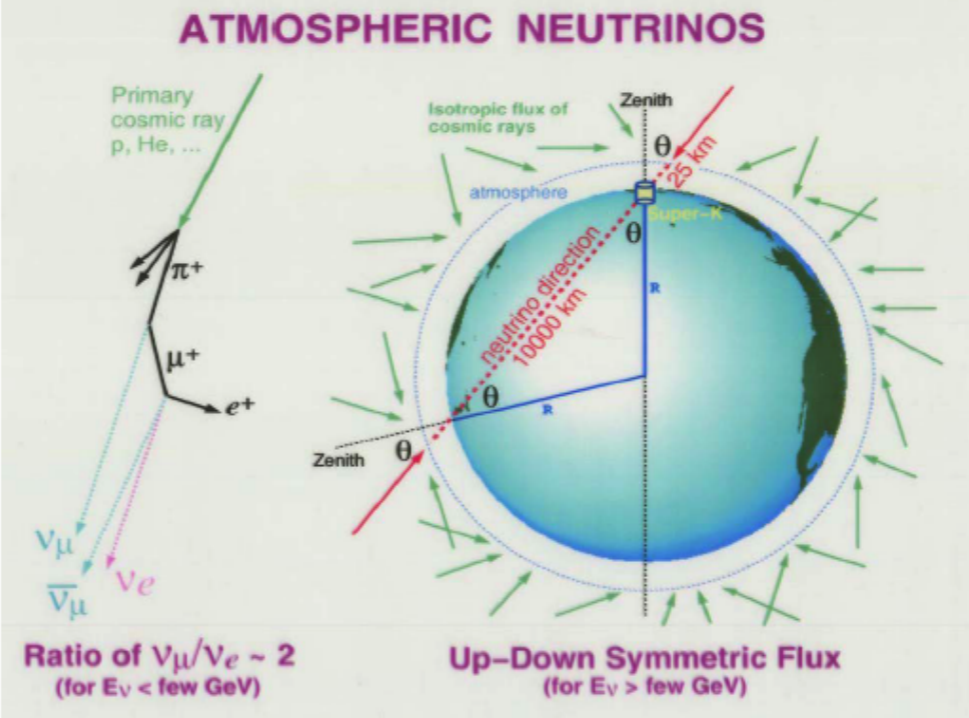 ATMOSPHERIC NEUTRINOS
Primary
cosmic ray
p, He, ...
π+
μ+
e+
νμ
ν̅μ
νe
Ratio of νμ/νe ~ 2
(for Eν < few GeV)
Isotropic flux of
cosmic rays
Zenith
θ
25 km
atmosphere
Super-K
θ
neutrino direction
10000 km
R
θ
R
Zenith
θ
Up-Down Symmetric Flux
(for Eν > few GeV)